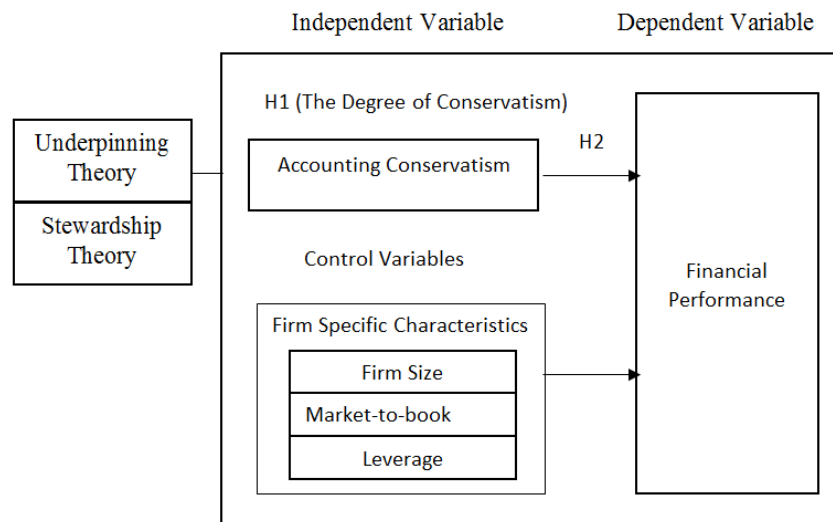 Independent Variable
Dependent Variable
H1 (The Degree of Conservatism)
Underpinning
Theory
Stewardship
Theory
Accounting Conservatism
H2
Control Variables
Firm Specific Characteristics
Firm Size
Market-to-book
Leverage
Financial
Performance